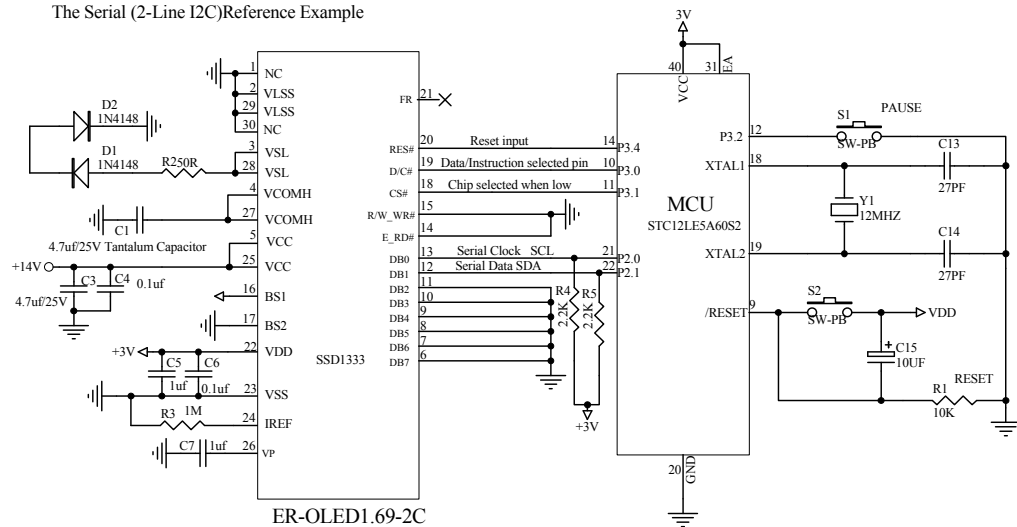 The Serial (2-Line I2C)Reference Example
1 NC
2 VLSS
29 VLSS
30 NC
3 VSL
28 VSL
4 VCOMH
27 VCOMH
5 VCC
25 VCC
16 BS1
17 BS2
22 VDD
23 VSS
24 IREF
26 VP
D2
1N4148
D1
1N4148
R250R
C1
4.7uf/25V Tantalum Capacitor
+14V
C3
4.7uf/25V
C4
0.1uf
+3V
C5
1uf
C6
0.1uf
R3 1M
C7 1uf
SSD1333
ER-OLED1.69-2C
FR 21
RES# 20 Reset input 14 P3.4
D/C# 19 Data/Instruction selected pin 10 P3.0
CS# 18 Chip selected when low 11 P3.1
R/W_WR# 15
E_RD# 14
DB0 13 Serial Clock SCL 21 P2.0
DB1 12 Serial Data SDA 22 P2.1
DB2 11
DB3 10
DB4 9
DB5 8
DB6 7
DB7 6
R4
2.2K
R5
2.2K
+3V
3V
40 VCC
31 EA
MCU
STC12LE5A60S2
20 GND
P3.2 12
XTAL1 18
XTAL2 19
/RESET 9
S1 PAUSE
SW-PB
C13
27PF
Y1
12MHZ
C14
27PF
S2
SW-PB
VDD
+
C15
10UF
R1 RESET
10K